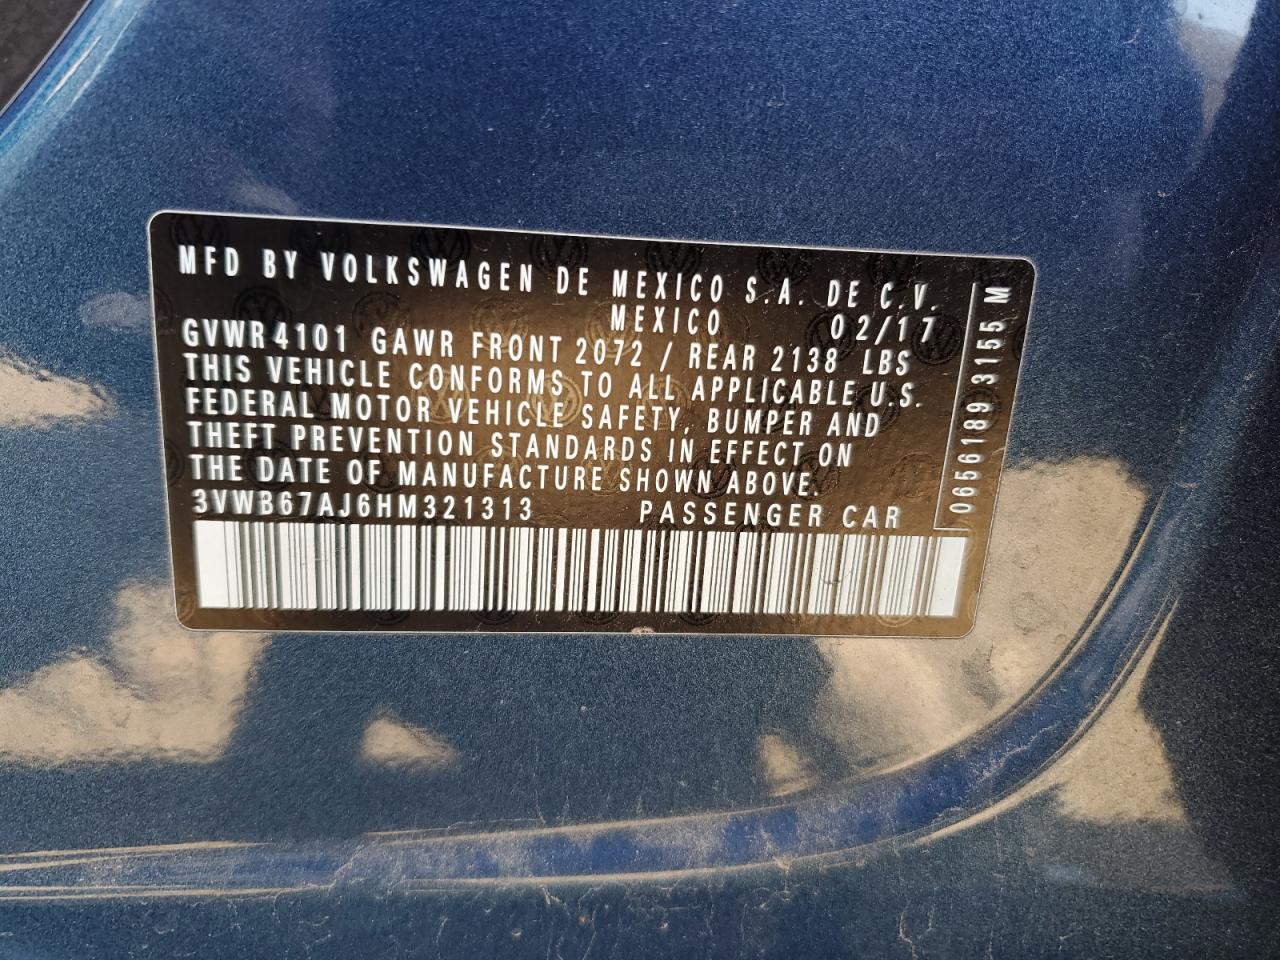 MFD BY VOLKSWAGEN DE MEXICO S.A. DE C.V.
MEXICO 02/17
GVWR 4101 GAWR FRONT 2072 / REAR 2138 LBS
THIS VEHICLE CONFORMS TO ALL APPLICABLE U.S.
FEDERAL MOTOR VEHICLE SAFETY, BUMPER AND
THEFT PREVENTION STANDARDS IN EFFECT ON
THE DATE OF MANUFACTURE SHOWN ABOVE.
3VWB67AJ6HM321313 PASSENGER CAR
0656189 3155 M